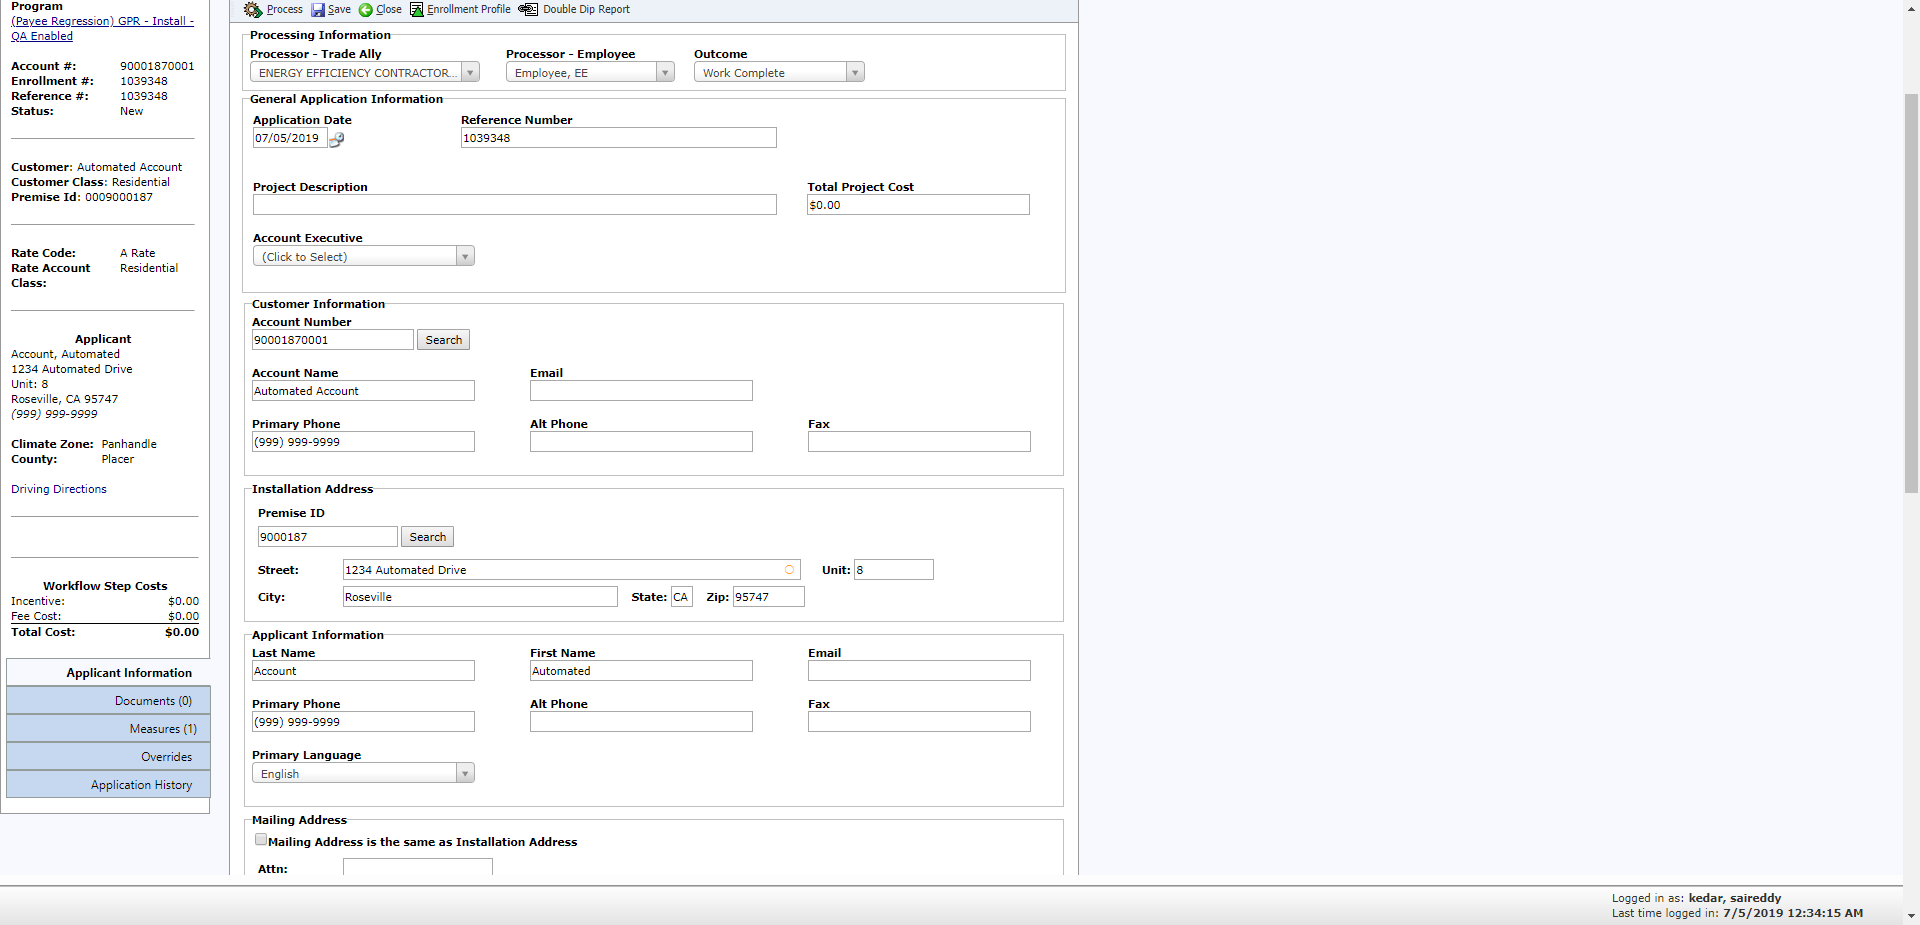 Program
(Payee Regression) GPR - Install -
QA Enabled
Account #: 90001870001
Enrollment #: 1039348
Reference #: 1039348
Status: New
Customer: Automated Account
Customer Class: Residential
Premise Id: 0009000187
Rate Code: A Rate
Rate Account Residential
Class:
Applicant
Account, Automated
1234 Automated Drive
Unit: 8
Roseville, CA 95747
(999) 999-9999
Climate Zone: Panhandle
County: Placer
Driving Directions
Workflow Step Costs
Incentive: $0.00
Fee Cost: $0.00
Total Cost: $0.00
Applicant Information
Documents (0)
Measures (1)
Overrides
Application History
Process Save Close Enrollment Profile Double Dip Report
Processing Information
Processor - Trade Ally Processor - Employee Outcome
ENERGY EFFICIENCY CONTRACTOR... Employee, EE Work Complete
General Application Information
Application Date Reference Number
07/05/2019 1039348
Project Description Total Project Cost
$0.00
Account Executive
(Click to Select)
Customer Information
Account Number
90001870001 Search
Account Name Email
Automated Account
Primary Phone Alt Phone Fax
(999) 999-9999
Installation Address
Premise ID
9000187 Search
Street: 1234 Automated Drive Unit: 8
City: Roseville State: CA Zip: 95747
Applicant Information
Last Name First Name Email
Account Automated
Primary Phone Alt Phone Fax
(999) 999-9999
Primary Language
English
Mailing Address
Mailing Address is the same as Installation Address
Attn:
Logged in as: kedar, saireddy
Last time logged in: 7/5/2019 12:34:15 AM